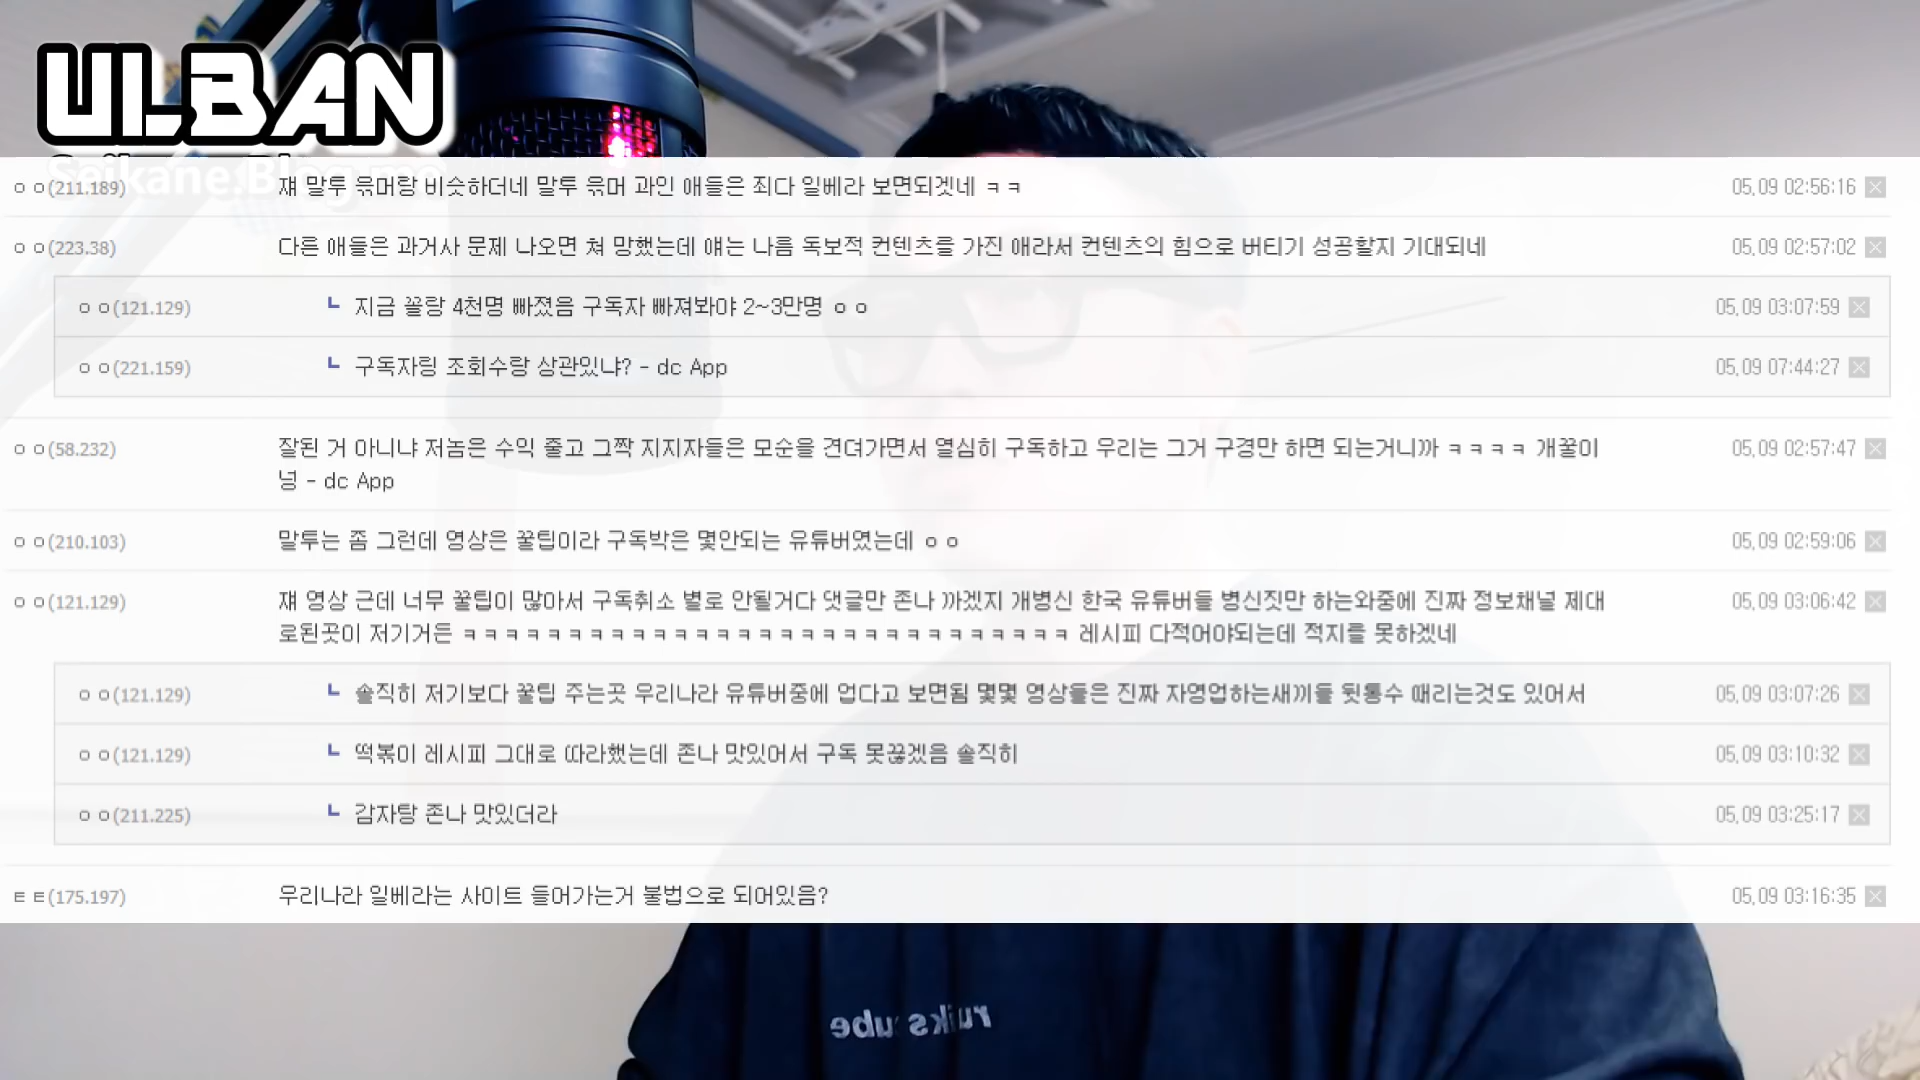 ULBAN
Seikane.Blog.me
ㅇㅇ(211.189) 쟤 말투 윾머랑 비슷하더네 말투 윾머 과인 애들은 죄다 일베라 보면되겟네 ㅋㅋ 05.09 02:56:16
ㅇㅇ(223.38) 다른 애들은 과거사 문제 나오면 쳐 망했는데 얘는 나름 독보적 컨텐츠를 가진 애라서 컨텐츠의 힘으로 버티기 성공할지 기대되네 05.09 02:57:02
ㅇㅇ(121.129) ㄴ 지금 꼴랑 4천명 빠졌음 구독자 빠져봐야 2~3만명 ㅇㅇ 05.09 03:07:59
ㅇㅇ(221.159) ㄴ 구독자링 조회수랑 상관있냐? - dc App 05.09 07:44:27
ㅇㅇ(58.232) 잘된 거 아니냐 저놈은 수익 줄고 그짝 지지자들은 모순을 견뎌가면서 열심히 구독하고 우리는 그거 구경만 하면 되는거니까 ㅋㅋㅋㅋ 개꿀이 05.09 02:57:47
넝 - dc App
ㅇㅇ(210.103) 말투는 좀 그런데 영상은 꿀팁이라 구독박은 몇안되는 유튜버였는데 ㅇㅇ 05.09 02:59:06
ㅇㅇ(121.129) 쟤 영상 근데 너무 꿀팁이 많아서 구독취소 별로 안될거다 댓글만 존나 까겠지 개병신 한국 유튜버들 병신짓만 하는와중에 진짜 정보채널 제대 05.09 03:06:42
로된곳이 저기거든 ㅋㅋㅋㅋㅋㅋㅋㅋㅋㅋㅋㅋㅋㅋㅋㅋㅋㅋㅋㅋㅋㅋㅋㅋㅋㅋㅋㅋㅋ 레시피 다적어야되는데 적지를 못하겠네
ㅇㅇ(121.129) ㄴ 솔직히 저기보다 꿀팁 주는곳 우리나라 유튜버중에 업다고 보면됨 몇몇 영상들은 진짜 자영업하는새끼들 뒷통수 때리는것도 있어서 05.09 03:07:26
ㅇㅇ(121.129) ㄴ 떡볶이 레시피 그대로 따라했는데 존나 맛있어서 구독 못끊겠음 솔직히 05.09 03:10:32
ㅇㅇ(211.225) ㄴ 감자탕 존나 맛있더라 05.09 03:25:17
ㅌㅌ(175.197) 우리나라 일베라는 사이트 들어가는거 불법으로 되어있음? 05.09 03:16:35